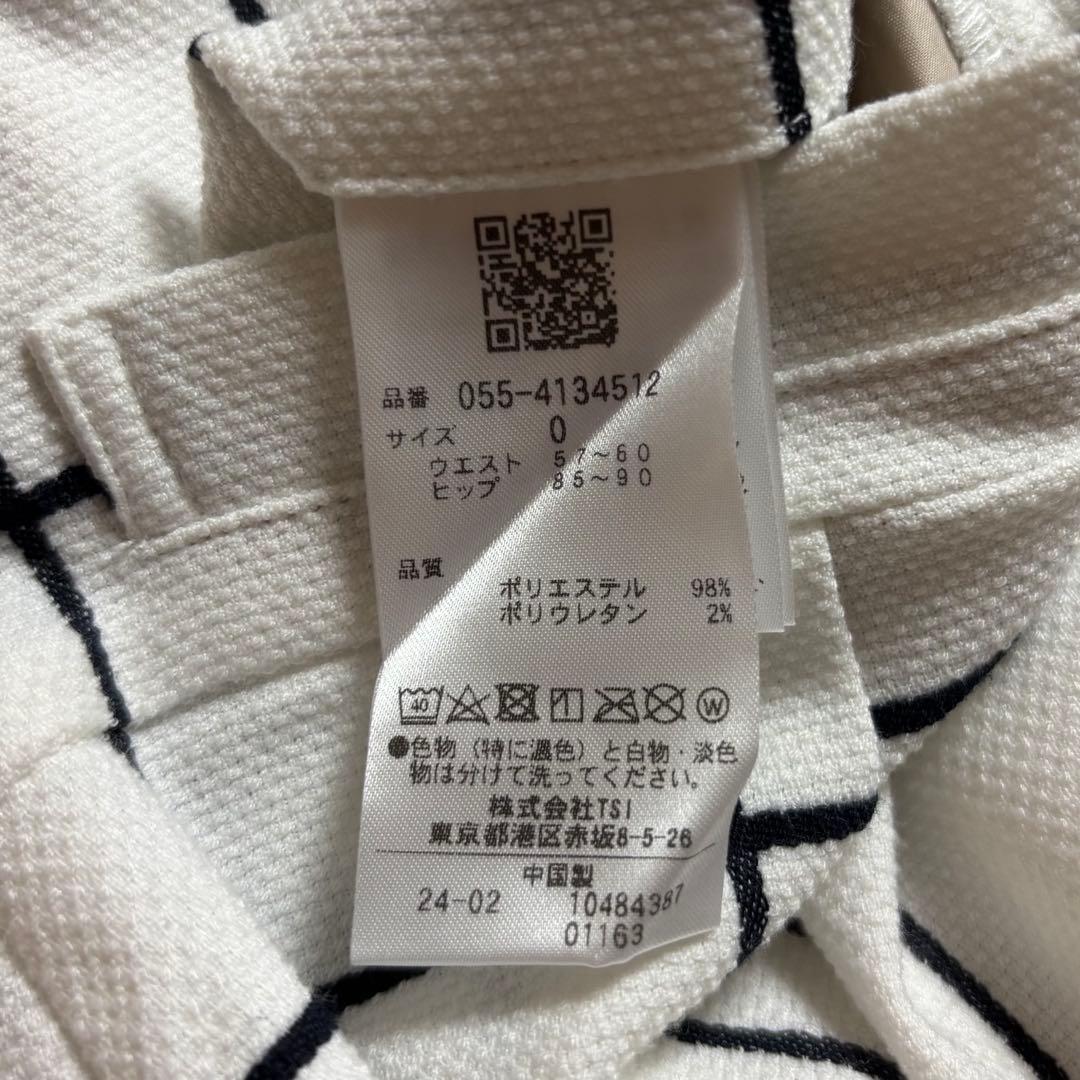 品番 055-4134512
サイズ 0
ウエスト 57~60
ヒップ 85~90
品質
ポリエステル 98%
ポリウレタン 2%
40
W
●色物(特に濃色)と白物・淡色
物は分けて洗ってください。
株式会社TSI
東京都港区赤坂8-5-26
中国製
24-02 10484387
01163